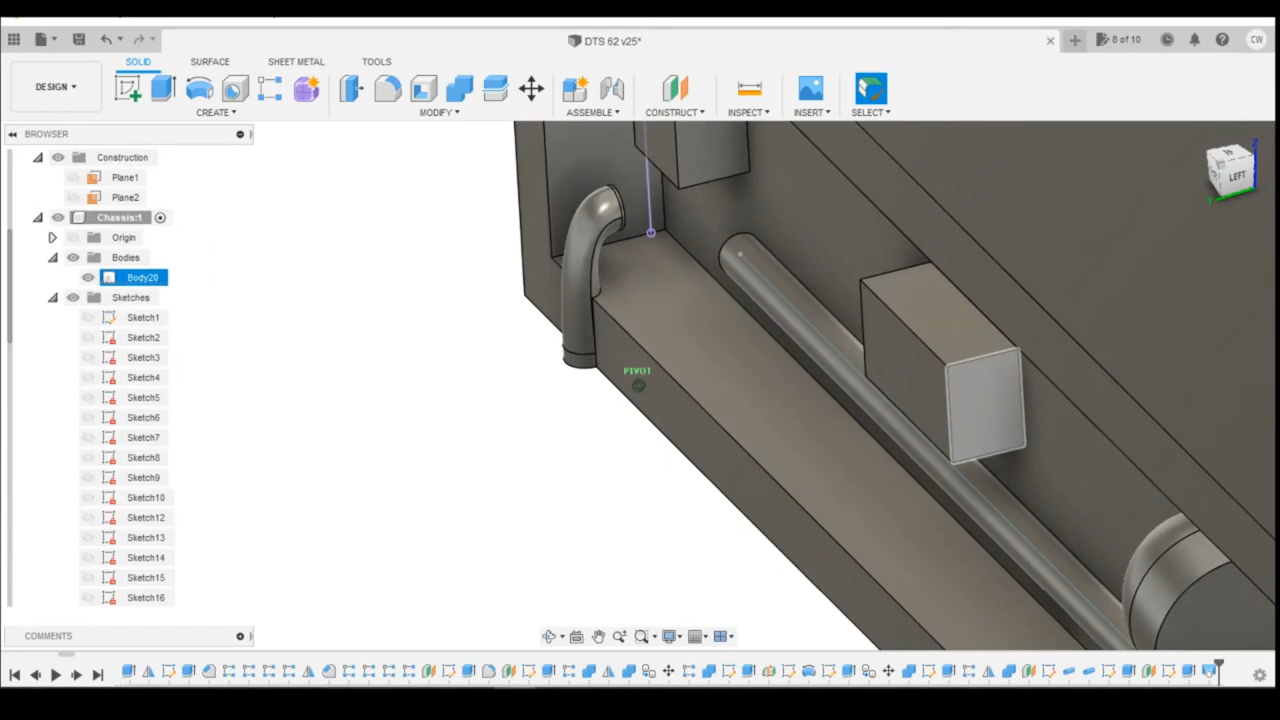 DTS 62 v25*
6 of 10
CW
DESIGN
SOLID
SURFACE
SHEET METAL
TOOLS
CREATE
MODIFY
ASSEMBLE
CONSTRUCT
INSPECT
INSERT
SELECT
BROWSER
Construction
Plane1
Plane2
Chassis:1
Origin
Bodies
Body20
Sketches
Sketch1
Sketch2
Sketch3
Sketch4
Sketch5
Sketch6
Sketch7
Sketch8
Sketch9
Sketch10
Sketch12
Sketch13
Sketch14
Sketch15
Sketch16
PIVOT
LEFT
Z
COMMENTS